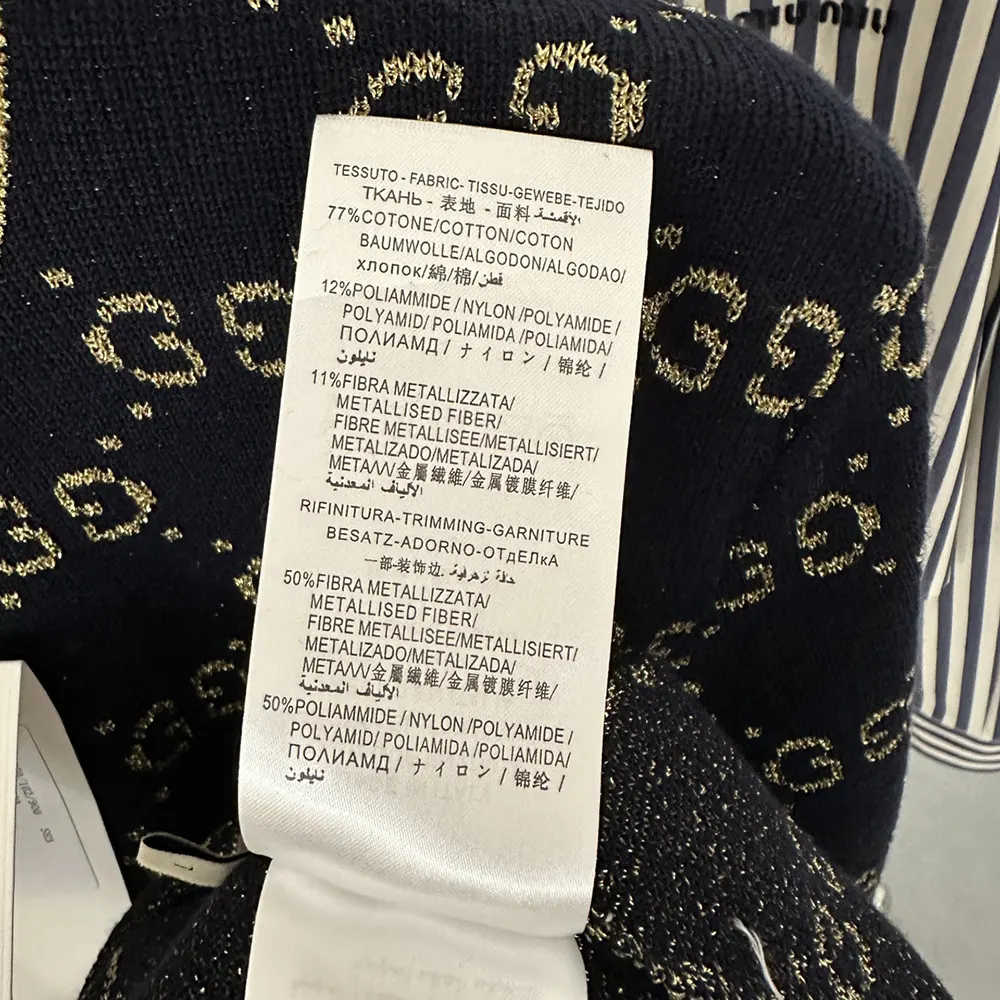 miu miu
TESSUTO - FABRIC- TISSU-GEWEBE-TEJIDO
ТКАНЬ - 表地 - 面料 - الأقمشة
77%COTONE/COTTON/COTON
BAUMWOLLE/ALGODON/ALGODAO/
хлопок/綿/棉/قطن
12%POLIAMMIDE / NYLON /POLYAMIDE /
POLYAMID/ POLIAMIDA /POLIAMIDA/
ПОЛИАМД / ナイロン / 锦纶 /
نايلون
11%FIBRA METALLIZZATA/
METALLISED FIBER/
FIBRE METALLISEE/METALLISIERT/
METALIZADO/METALIZADA/
МЕТАЛЛ/金屬纖維/金属镀膜纤维/
الألياف المعدنية
RIFINITURA-TRIMMING-GARNITURE
BESATZ-ADORNO-ОТдЕЛкА
一部-装饰边. حافة زخرفية
50%FIBRA METALLIZZATA/
METALLISED FIBER/
FIBRE METALLISEE/METALLISIERT/
METALIZADO/METALIZADA/
МЕТАЛЛ/金屬纖維/金属镀膜纤维/
الألياف المعدنية
50%POLIAMMIDE / NYLON /POLYAMIDE /
POLYAMID/ POLIAMIDA /POLIAMIDA/
ПОЛИАМД / ナイロン / 锦纶 /
نايلون
L